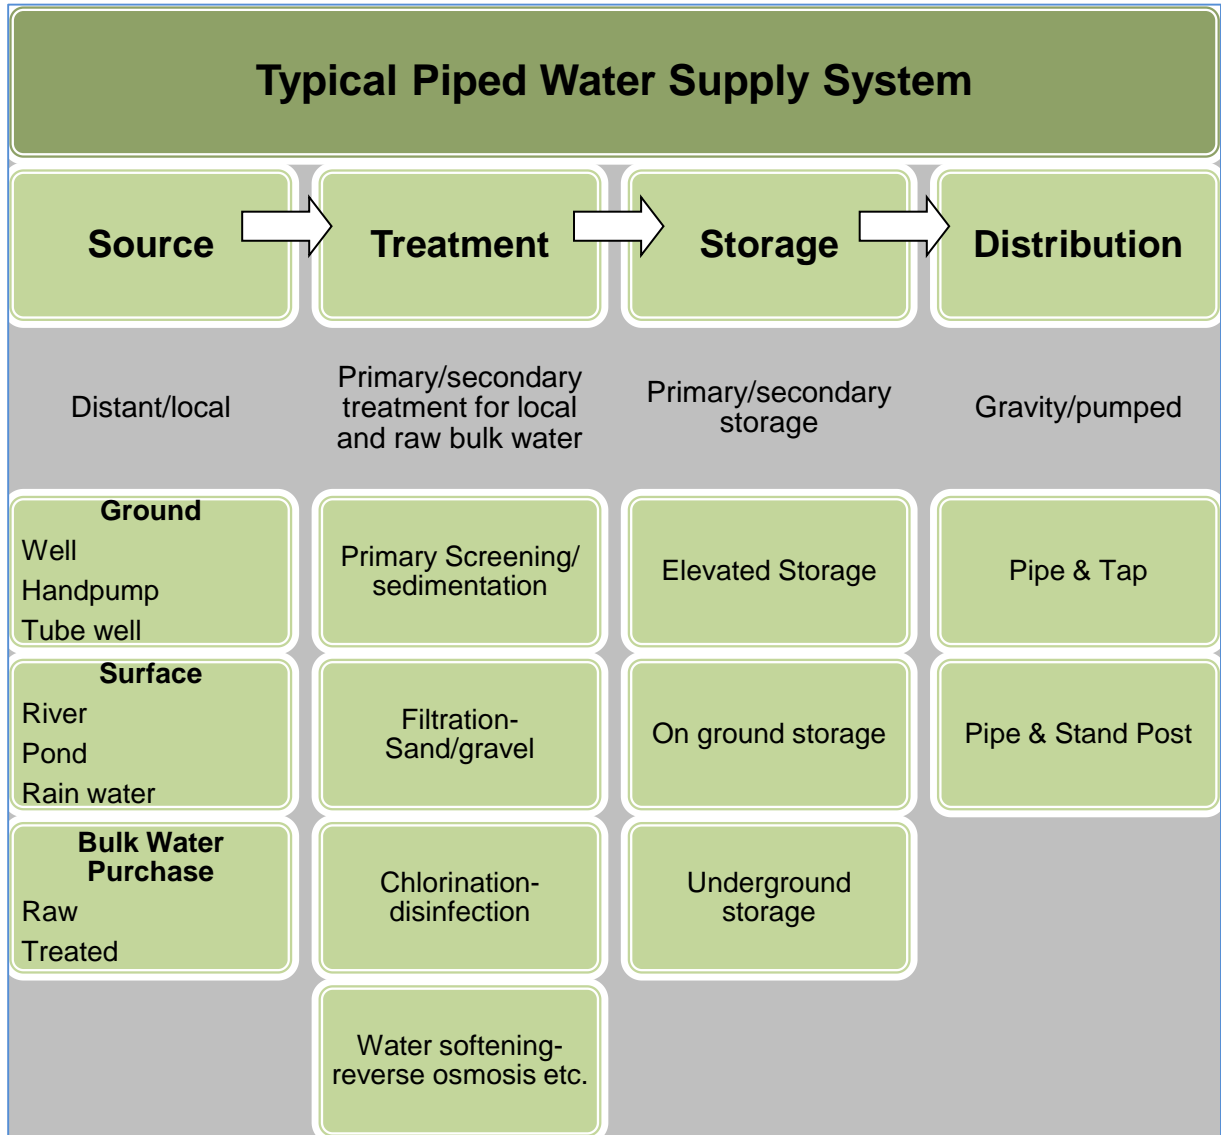 Typical Piped Water Supply System
Source
Treatment
Storage
Distribution
Distant/local
Primary/secondary
treatment for local
and raw bulk water
Primary/secondary
storage
Gravity/pumped
Ground
Well
Handpump
Tube well
Primary Screening/
sedimentation
Elevated Storage
Pipe & Tap
Surface
River
Pond
Rain water
Filtration-
Sand/gravel
On ground storage
Pipe & Stand Post
Bulk Water
Purchase
Raw
Treated
Chlorination-
disinfection
Underground
storage
Water softening-
reverse osmosis etc.